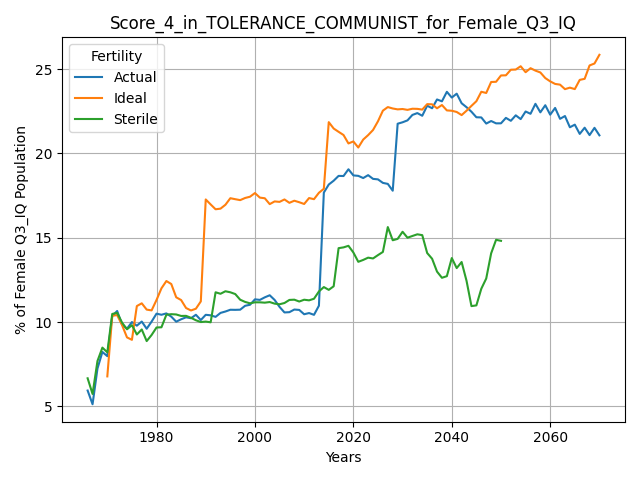 Score_4_in_TOLERANCE_COMMUNIST_for_Female_Q3_IQ
Fertility
Actual
Ideal
Sterile
% of Female Q3_IQ Population
25
20
15
10
5
1980 2000 2020 2040 2060
Years